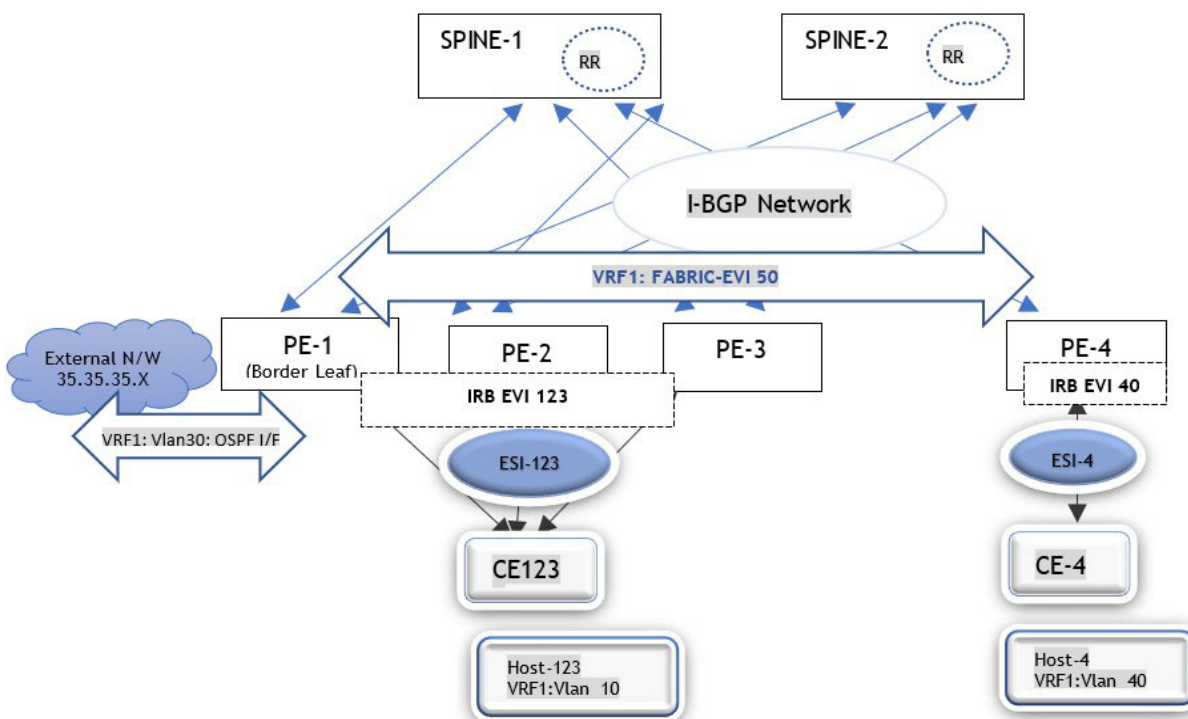 SPINE-1
RR
SPINE-2
RR
I-BGP Network
VRF1: FABRIC-EVI 50
External N/W
35.35.35.X
PE-1
(Border Leaf)
PE-2
PE-3
PE-4
IRB EVI 123
IRB EVI 40
VRF1: Vlan30: OSPF I/F
ESI-123
ESI-4
CE123
CE-4
Host-123
VRF1:Vlan 10
Host-4
VRF1:Vlan 40